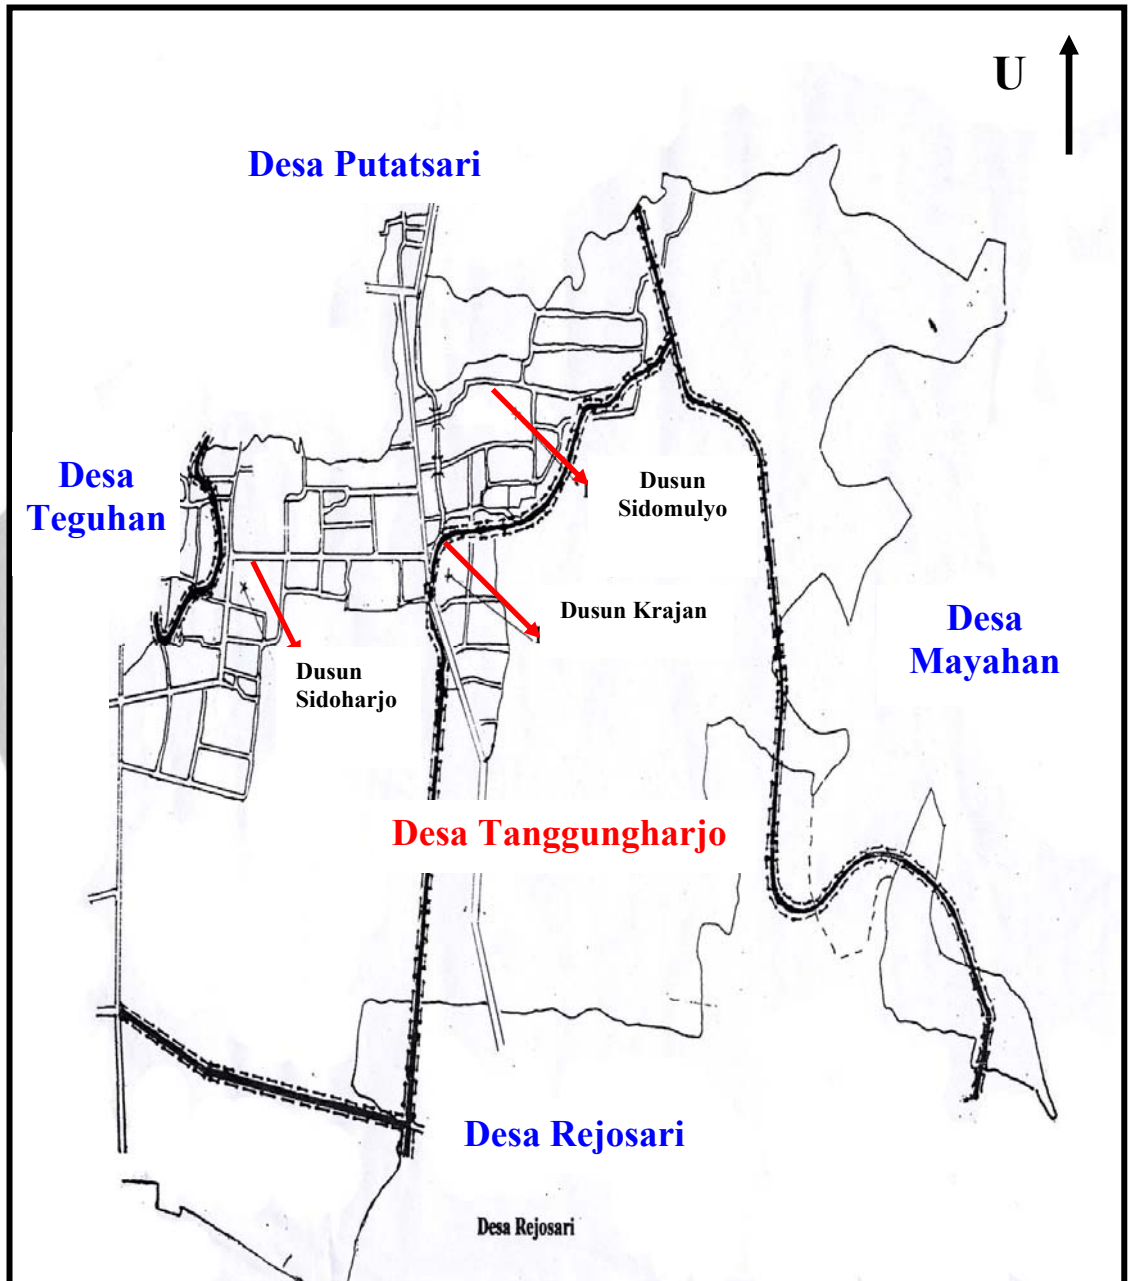 U
Desa Putatsari
Desa
Teguhan
Dusun
Sidomulyo
Dusun Krajan
Desa
Mayahan
Dusun
Sidoharjo
Desa Tanggungharjo
Desa Rejosari
Desa Rejosari